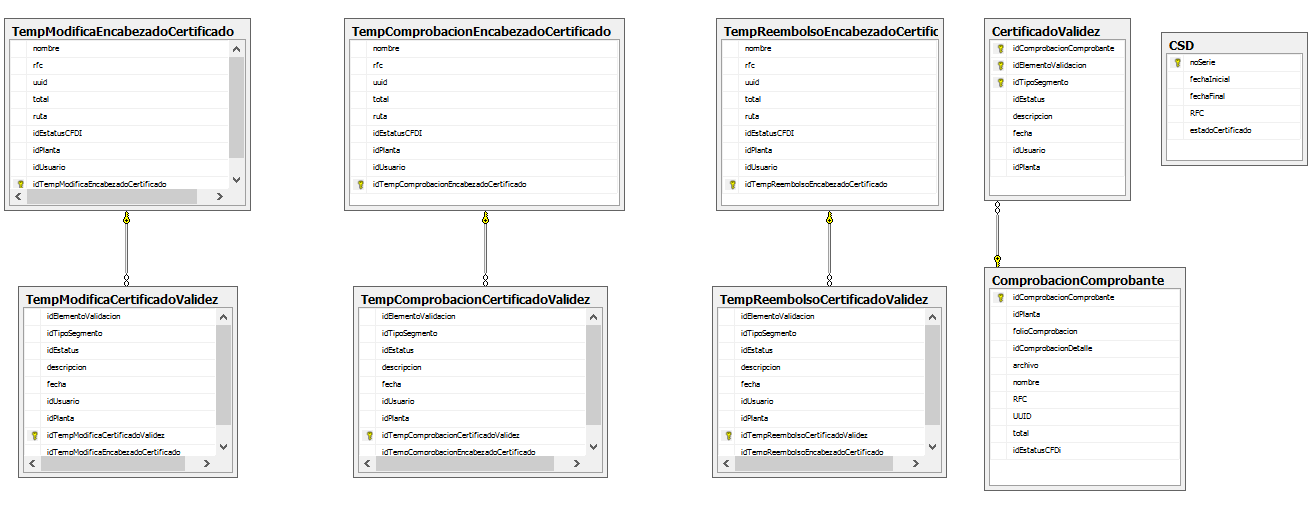 TempModificaEncabezadoCertificado
nombre
rfc
uuid
total
ruta
idEstatusCFDI
idPlanta
idUsuario
idTempModificaEncabezadoCertificado
TempComprobacionEncabezadoCertificado
nombre
rfc
uuid
total
ruta
idEstatusCFDI
idPlanta
idUsuario
idTempComprobacionEncabezadoCertificado
TempReembolsoEncabezadoCertific
nombre
rfc
uuid
total
ruta
idEstatusCFDI
idPlanta
idUsuario
idTempReembolsoEncabezadoCertificado
CertificadoValidez
idComprobacionComprobante
idElementoValidacion
idTipoSegmento
idEstatus
descripcion
fecha
idUsuario
idPlanta
CSD
noSerie
fechaInicial
fechaFinal
RFC
estadoCertificado
TempModificaCertificadoValidez
idElementoValidacion
idTipoSegmento
idEstatus
descripcion
fecha
idUsuario
idPlanta
idTempModificaCertificadoValidez
idTempModificaEncabezadoCertificado
TempComprobacionCertificadoValidez
idElementoValidacion
idTipoSegmento
idEstatus
descripcion
fecha
idUsuario
idPlanta
idTempComprobacionCertificadoValidez
idTempComprobacionEncabezadoCertificado
TempReembolsoCertificadoValidez
idElementoValidacion
idTipoSegmento
idEstatus
descripcion
fecha
idUsuario
idPlanta
idTempReembolsoCertificadoValidez
idTempReembolsoEncabezadoCertificado
ComprobacionComprobante
idComprobacionComprobante
idPlanta
folioComprobacion
idComprobacionDetalle
archivo
nombre
RFC
UUID
total
idEstatusCFDi